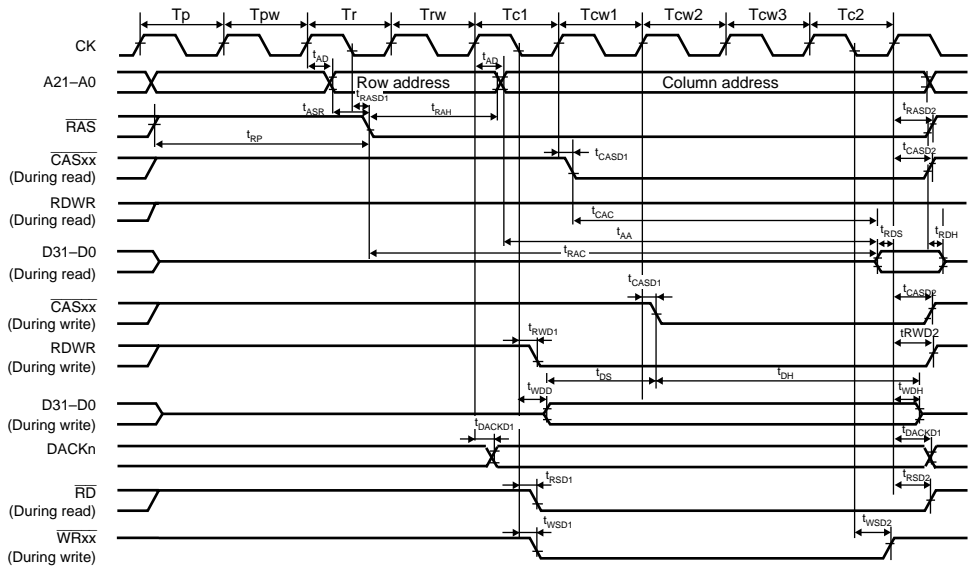 Tp Tpw Tr Trw Tc1 Tcw1 Tcw2 Tcw3 Tc2
CK
tAD tAD
A21–A0 Row address Column address
tRASD1
tASR tRAH tRASD2
RAS
tRP
CASxx tCASD1 tCASD2
(During read)
RDWR
(During read) tCAC
tAA tRDS tRDH
D31–D0 tRAC
(During read)
tCASD1
CASxx tCASD2
(During write)
RDWR tRWD1 tRWD2
(During write)
tDS tDH
tWDD tWDH
D31–D0
(During write)
tDACKD1 tDACKD1
DACKn
RD tRSD1 tRSD2
(During read)
WRxx tWSD1 tWSD2
(During write)